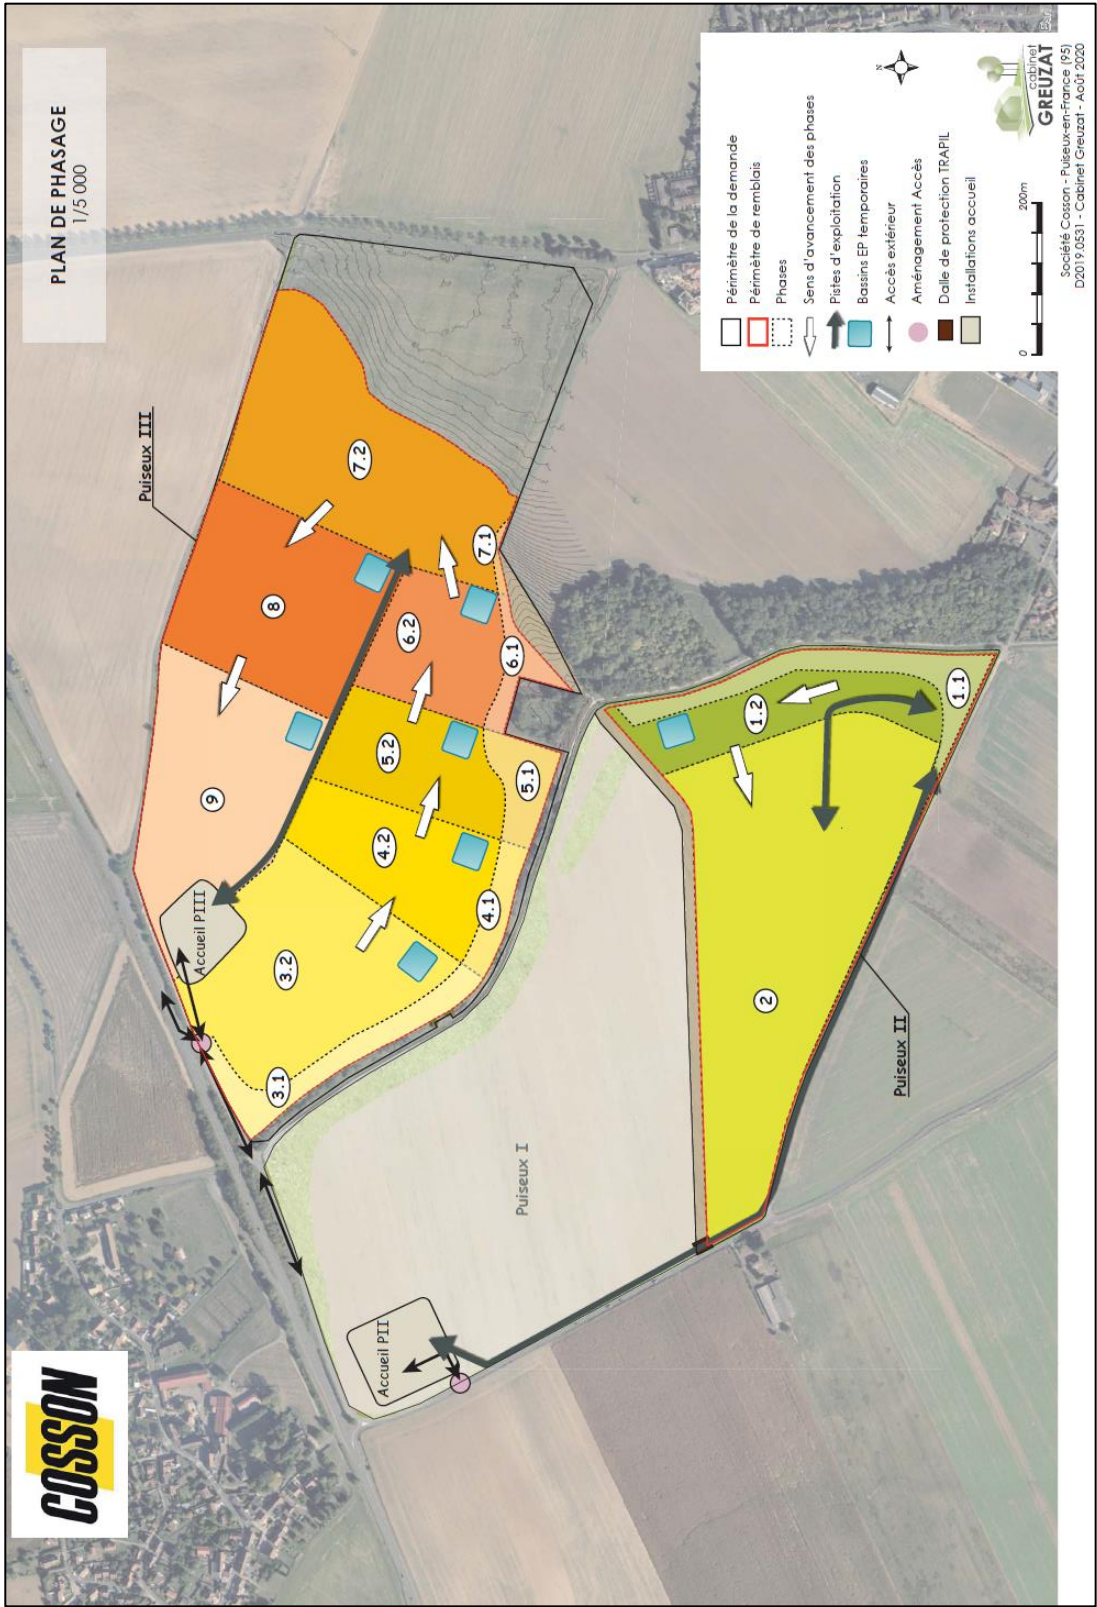 PLAN DE PHASAGE
1/5 000
COSSON
Puiseux III
Accueil PIII
9
8
7.2
7.1
6.2
6.1
5.2
5.1
4.2
4.1
3.2
3.1
Puiseux I
Accueil PII
1.2
1.1
2
Puiseux II
Périmètre de la demande
Périmètre de remblais
Phases
Sens d'avancement des phases
Pistes d'exploitation
Bassins EP temporaires
Accès extérieur
Aménagement Accès
Dalle de protection TRAPIL
Installations accueil
N
0 200m
cabinet
GREUZAT
Société Cosson - Puiseux-en-France (95)
D2019.0531 - Cabinet Greuzat - Août 2020